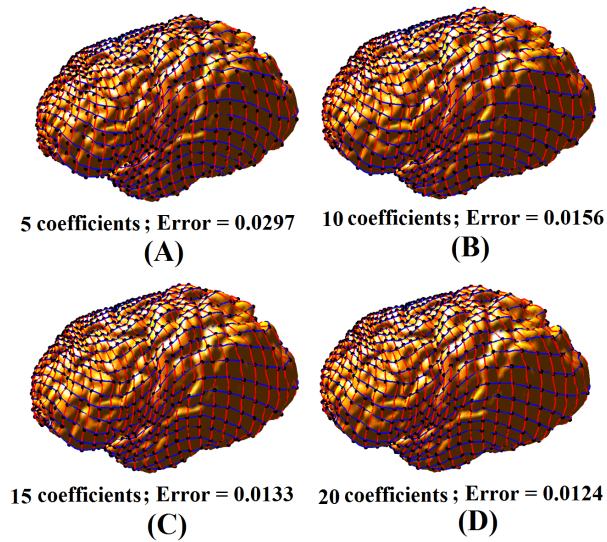 5 coefficients ; Error = 0.0297
(A)
10 coefficients ; Error = 0.0156
(B)
15 coefficients ; Error = 0.0133
(C)
20 coefficients ; Error = 0.0124
(D)